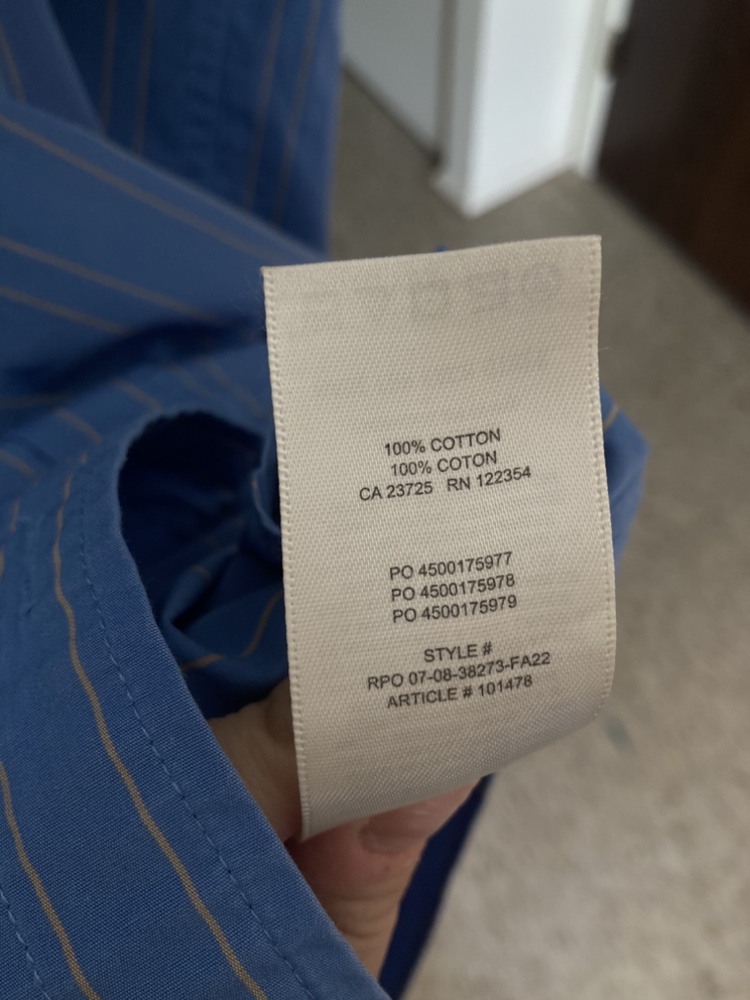 100% COTTON
100% COTON
CA 23725 RN 122354
PO 4500175977
PO 4500175978
PO 4500175979
STYLE #
RPO 07-08-38273-FA22
ARTICLE # 101478